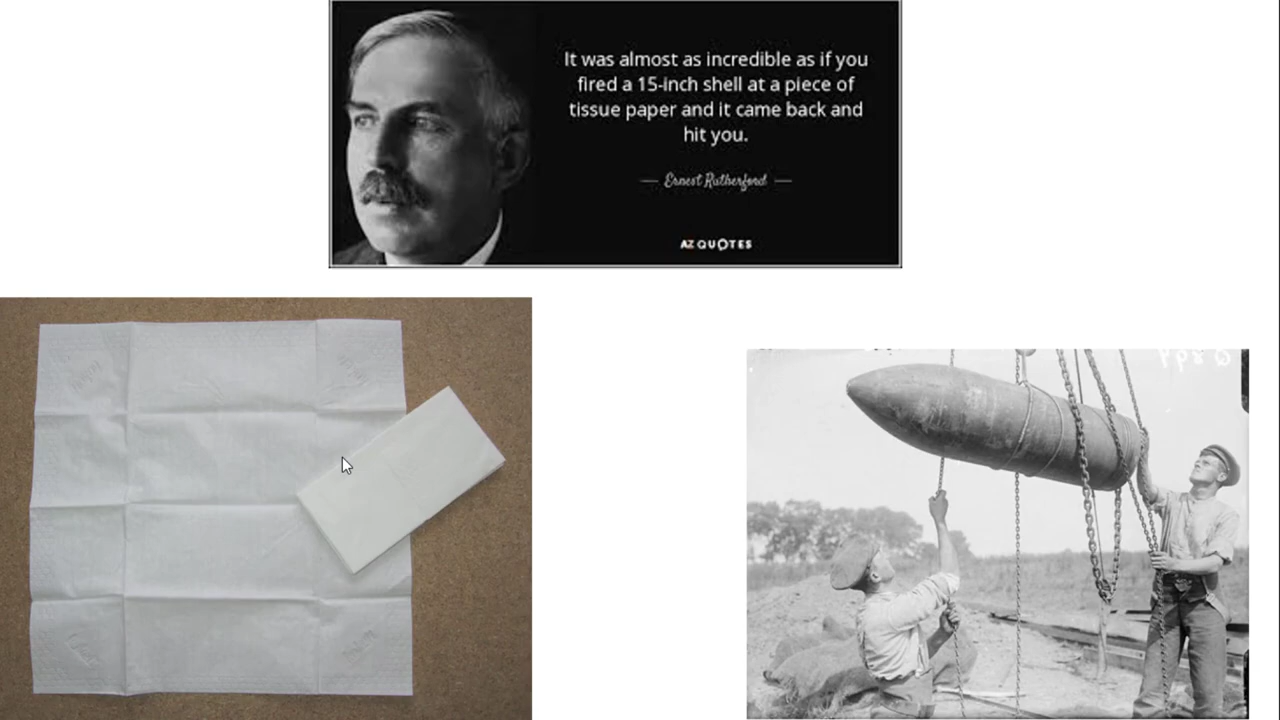 It was almost as incredible as if you
fired a 15-inch shell at a piece of
tissue paper and it came back and
hit you.
Ernest Rutherford
AZ QUOTES